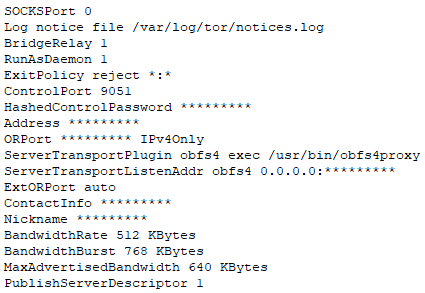 SOCKSPort 0
Log notice file /var/log/tor/notices.log
BridgeRelay 1
RunAsDaemon 1
ExitPolicy reject *:*
ControlPort 9051
HashedControlPassword *********
Address *********
ORPort ********* IPv4Only
ServerTransportPlugin obfs4 exec /usr/bin/obfs4proxy
ServerTransportListenAddr obfs4 0.0.0.0:*********
ExtORPort auto
ContactInfo *********
Nickname *********
BandwidthRate 512 KBytes
BandwidthBurst 768 KBytes
MaxAdvertisedBandwidth 640 KBytes
PublishServerDescriptor 1